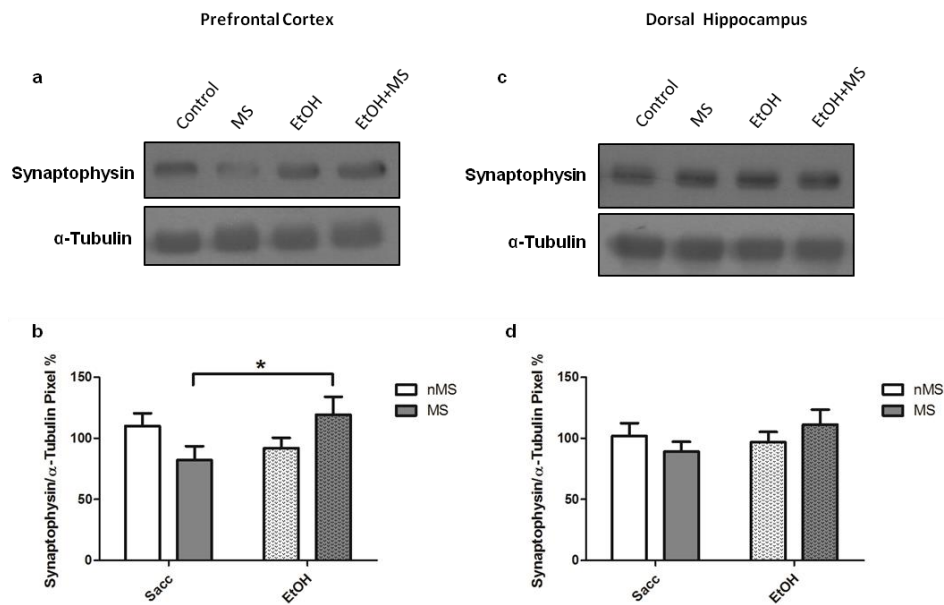 Prefrontal Cortex
Dorsal Hippocampus
a
Control
MS
EtOH
EtOH+MS
Synaptophysin
α-Tubulin
c
Control
MS
EtOH
EtOH+MS
Synaptophysin
α-Tubulin
b
Synaptophysin/α-Tubulin Pixel %
150
100
50
0
*
Sacc
EtOH
nMS
MS
d
Synaptophysin/α-Tubulin Pixel %
150
100
50
0
Sacc
EtOH
nMS
MS